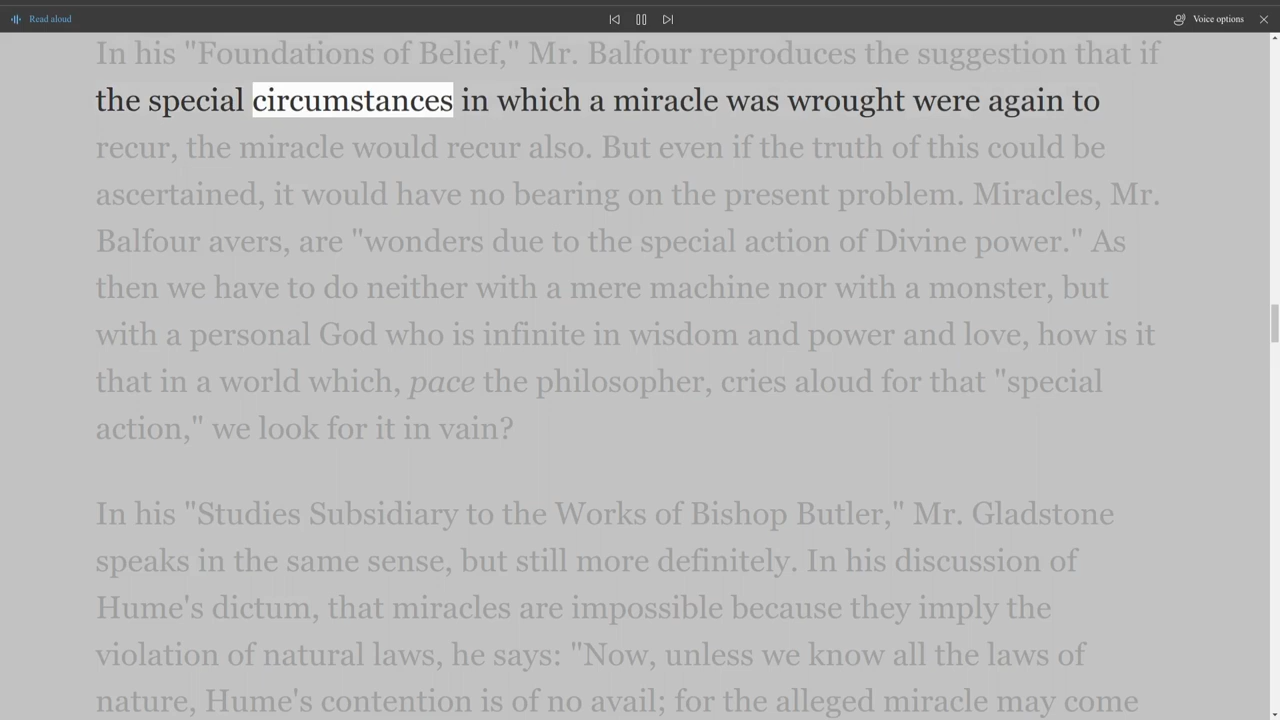 Read aloud
Voice options
In his "Foundations of Belief," Mr. Balfour reproduces the suggestion that if
the special circumstances in which a miracle was wrought were again to
recur, the miracle would recur also. But even if the truth of this could be
ascertained, it would have no bearing on the present problem. Miracles, Mr.
Balfour avers, are "wonders due to the special action of Divine power." As
then we have to do neither with a mere machine nor with a monster, but
with a personal God who is infinite in wisdom and power and love, how is it
that in a world which, pace the philosopher, cries aloud for that "special
action," we look for it in vain?
In his "Studies Subsidiary to the Works of Bishop Butler," Mr. Gladstone
speaks in the same sense, but still more definitely. In his discussion of
Hume's dictum, that miracles are impossible because they imply the
violation of natural laws, he says: "Now, unless we know all the laws of
nature, Hume's contention is of no avail; for the alleged miracle may come